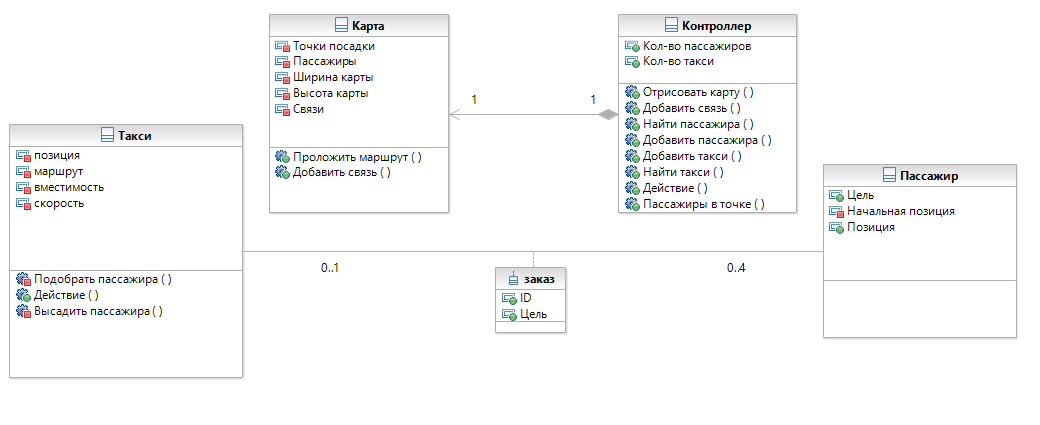 Карта
Точки посадки
Пассажиры
Ширина карты
Высота карты
Связи
Проложить маршрут ( )
Добавить связь ( )
1
1
Контроллер
Кол-во пассажиров
Кол-во такси
Отрисовать карту ( )
Добавить связь ( )
Найти пассажира ( )
Добавить пассажира ( )
Добавить такси ( )
Найти такси ( )
Действие ( )
Пассажиры в точке ( )
Такси
позиция
маршрут
вместимость
скорость
Подобрать пассажира ( )
Действие ( )
Высадить пассажира ( )
0..1
заказ
ID
Цель
0..4
Пассажир
Цель
Начальная позиция
Позиция